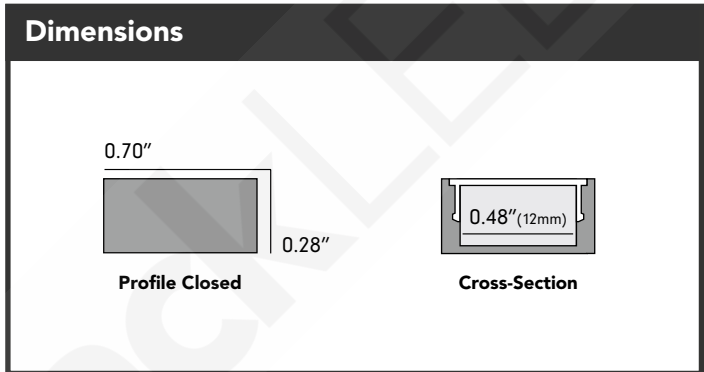 Dimensions
0.70″
0.28″
0.48″(12mm)
Profile Closed
Cross-Section